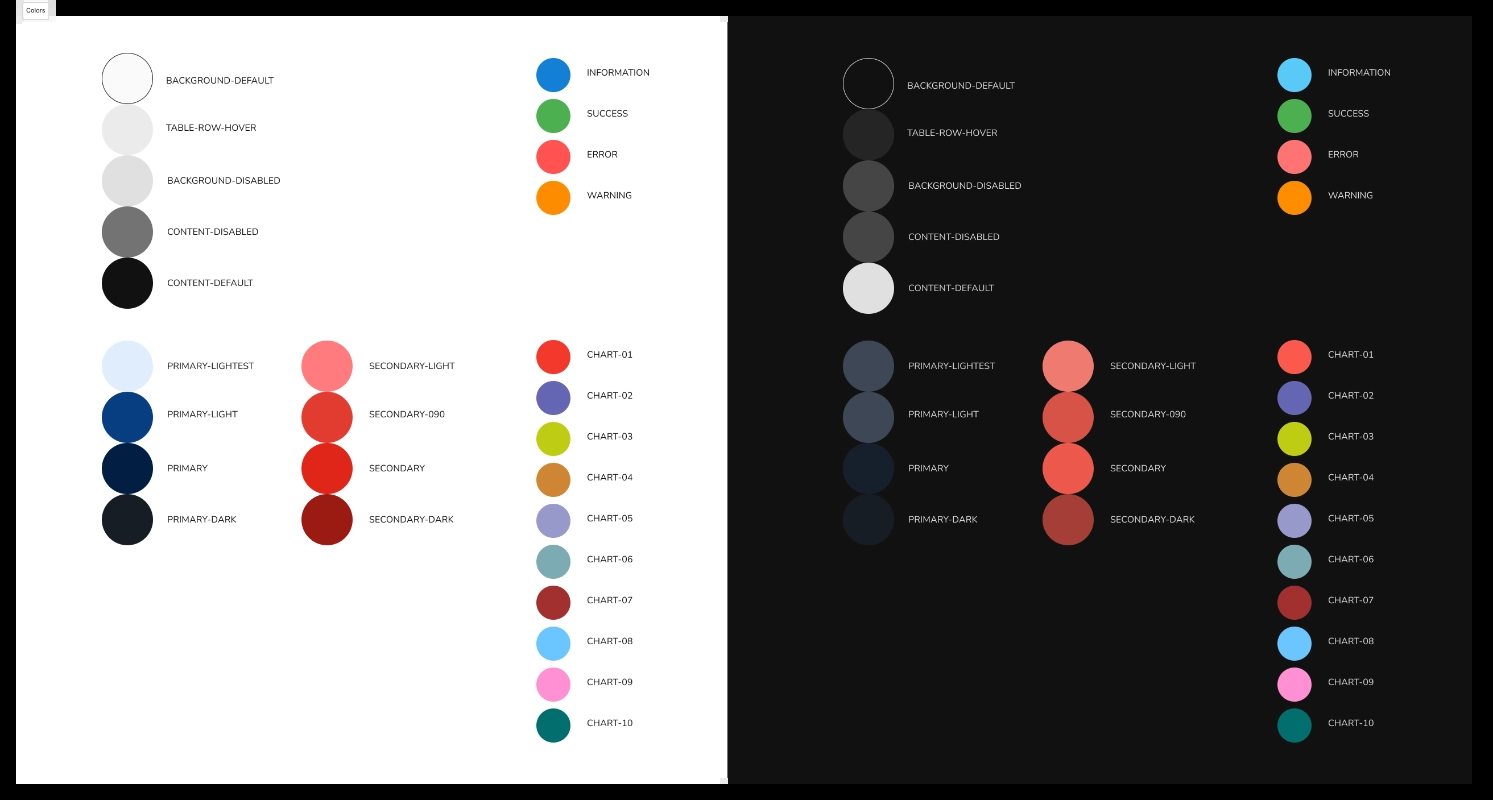 Colors
BACKGROUND-DEFAULT
TABLE-ROW-HOVER
BACKGROUND-DISABLED
CONTENT-DISABLED
CONTENT-DEFAULT
INFORMATION
SUCCESS
ERROR
WARNING
PRIMARY-LIGHTEST
PRIMARY-LIGHT
PRIMARY
PRIMARY-DARK
SECONDARY-LIGHT
SECONDARY-090
SECONDARY
SECONDARY-DARK
CHART-01
CHART-02
CHART-03
CHART-04
CHART-05
CHART-06
CHART-07
CHART-08
CHART-09
CHART-10
BACKGROUND-DEFAULT
TABLE-ROW-HOVER
BACKGROUND-DISABLED
CONTENT-DISABLED
CONTENT-DEFAULT
INFORMATION
SUCCESS
ERROR
WARNING
PRIMARY-LIGHTEST
PRIMARY-LIGHT
PRIMARY
PRIMARY-DARK
SECONDARY-LIGHT
SECONDARY-090
SECONDARY
SECONDARY-DARK
CHART-01
CHART-02
CHART-03
CHART-04
CHART-05
CHART-06
CHART-07
CHART-08
CHART-09
CHART-10